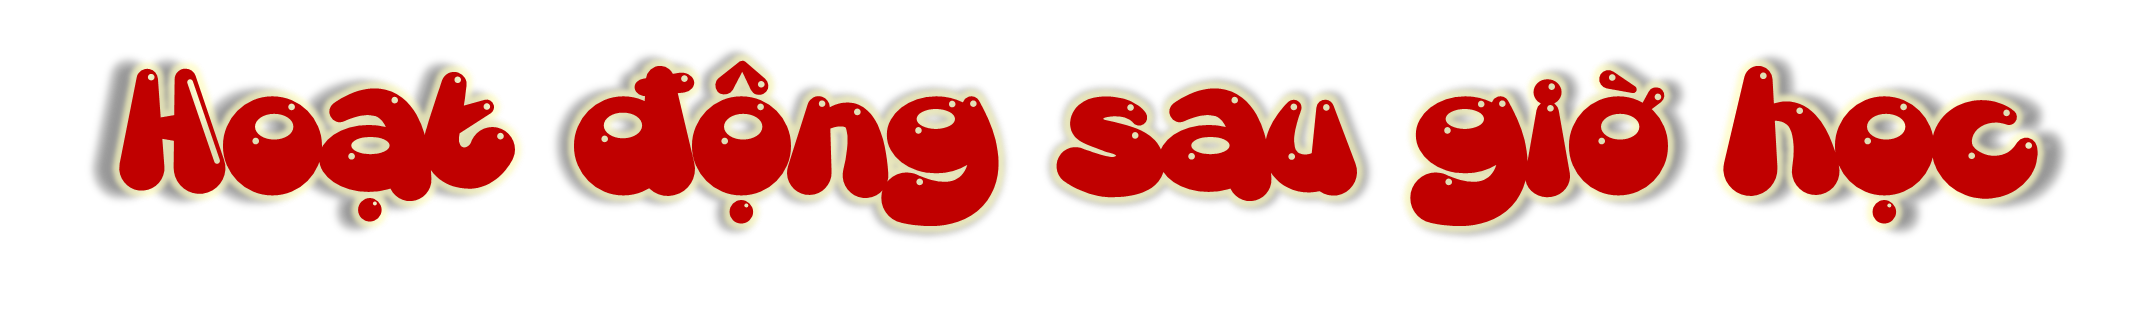 Hoạt động sau giờ học